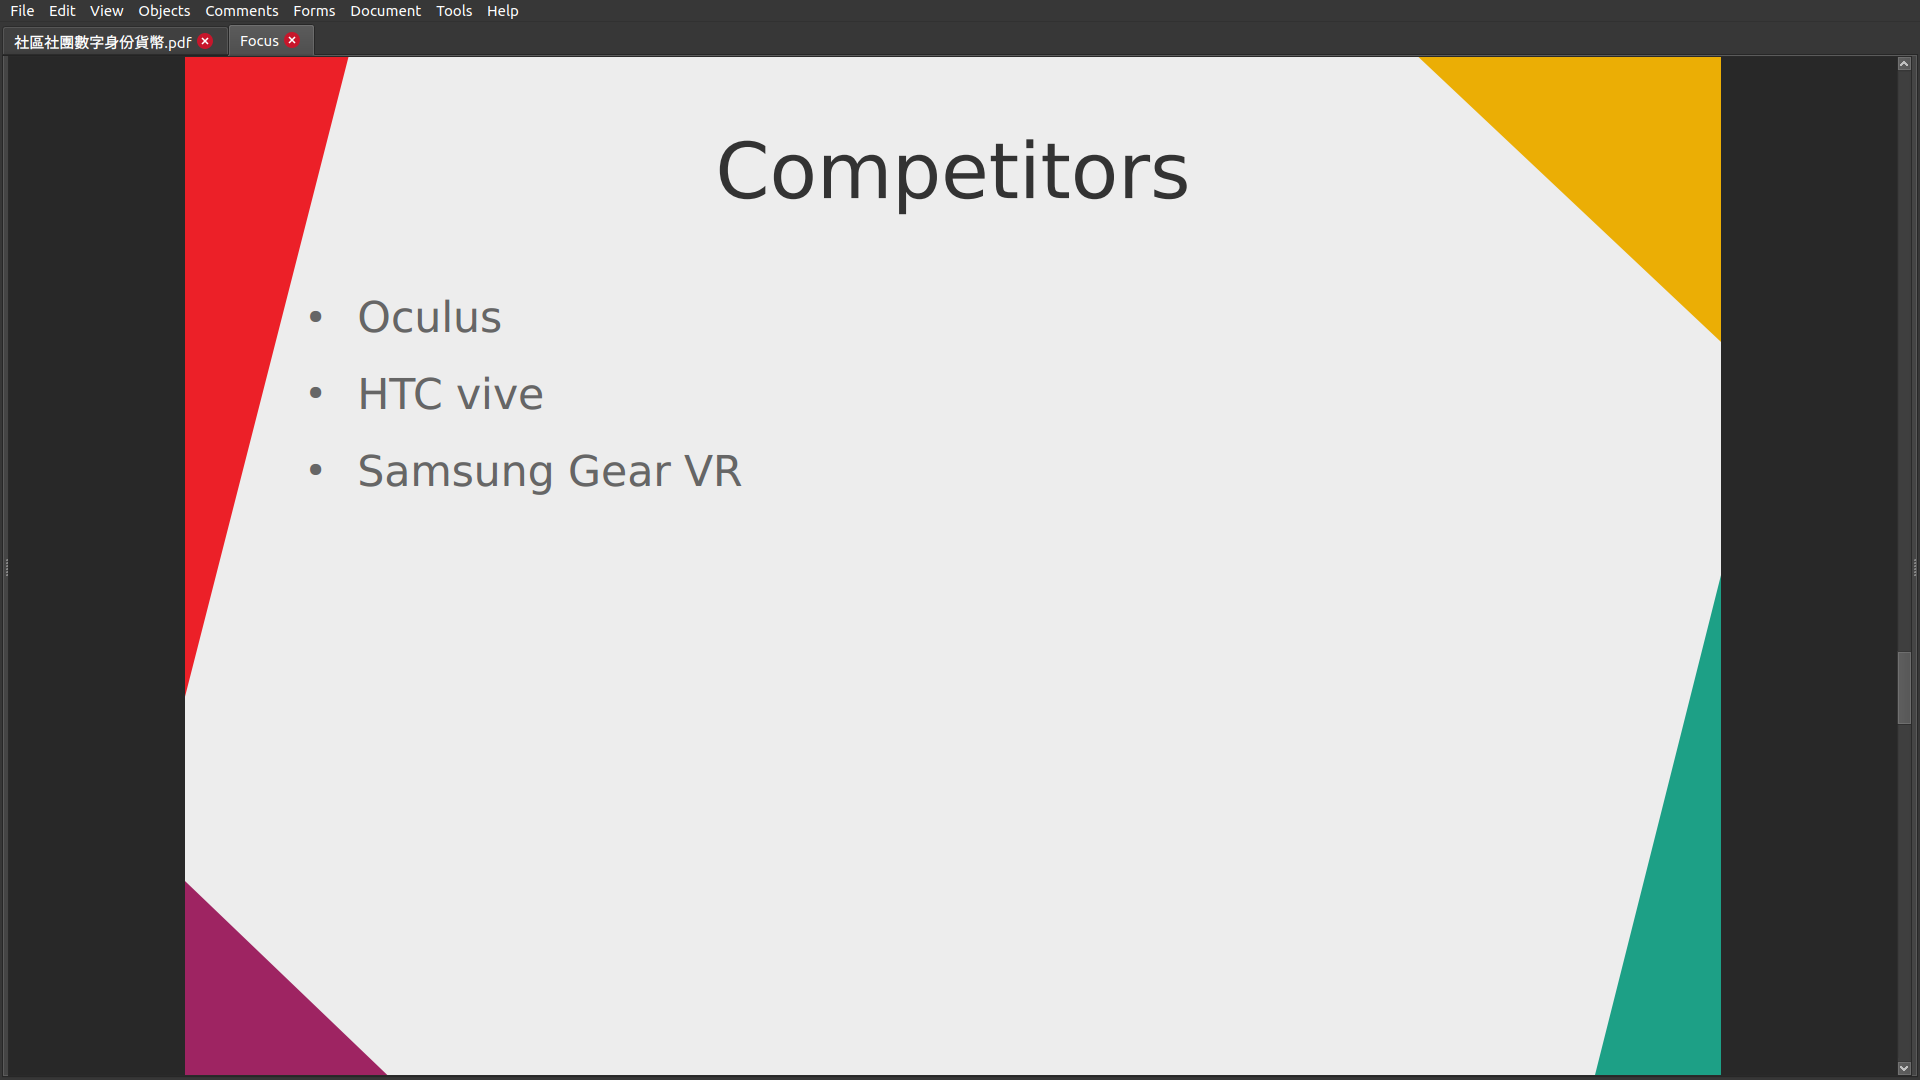 File Edit View Objects Comments Forms Document Tools Help
社區社團數字身份貨幣.pdf Focus
Competitors
• Oculus
• HTC vive
• Samsung Gear VR